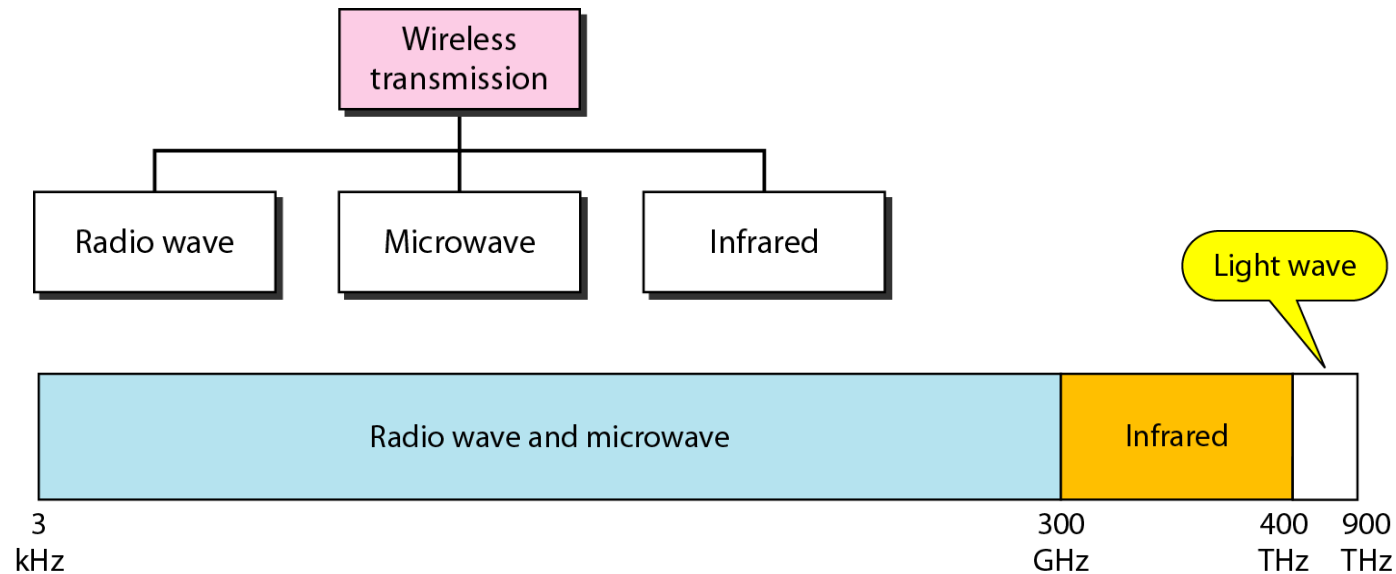 Wireless
transmission
Radio wave
Microwave
Infrared
Light wave
Radio wave and microwave
Infrared
3
kHz
300
GHz
400
THz
900
THz